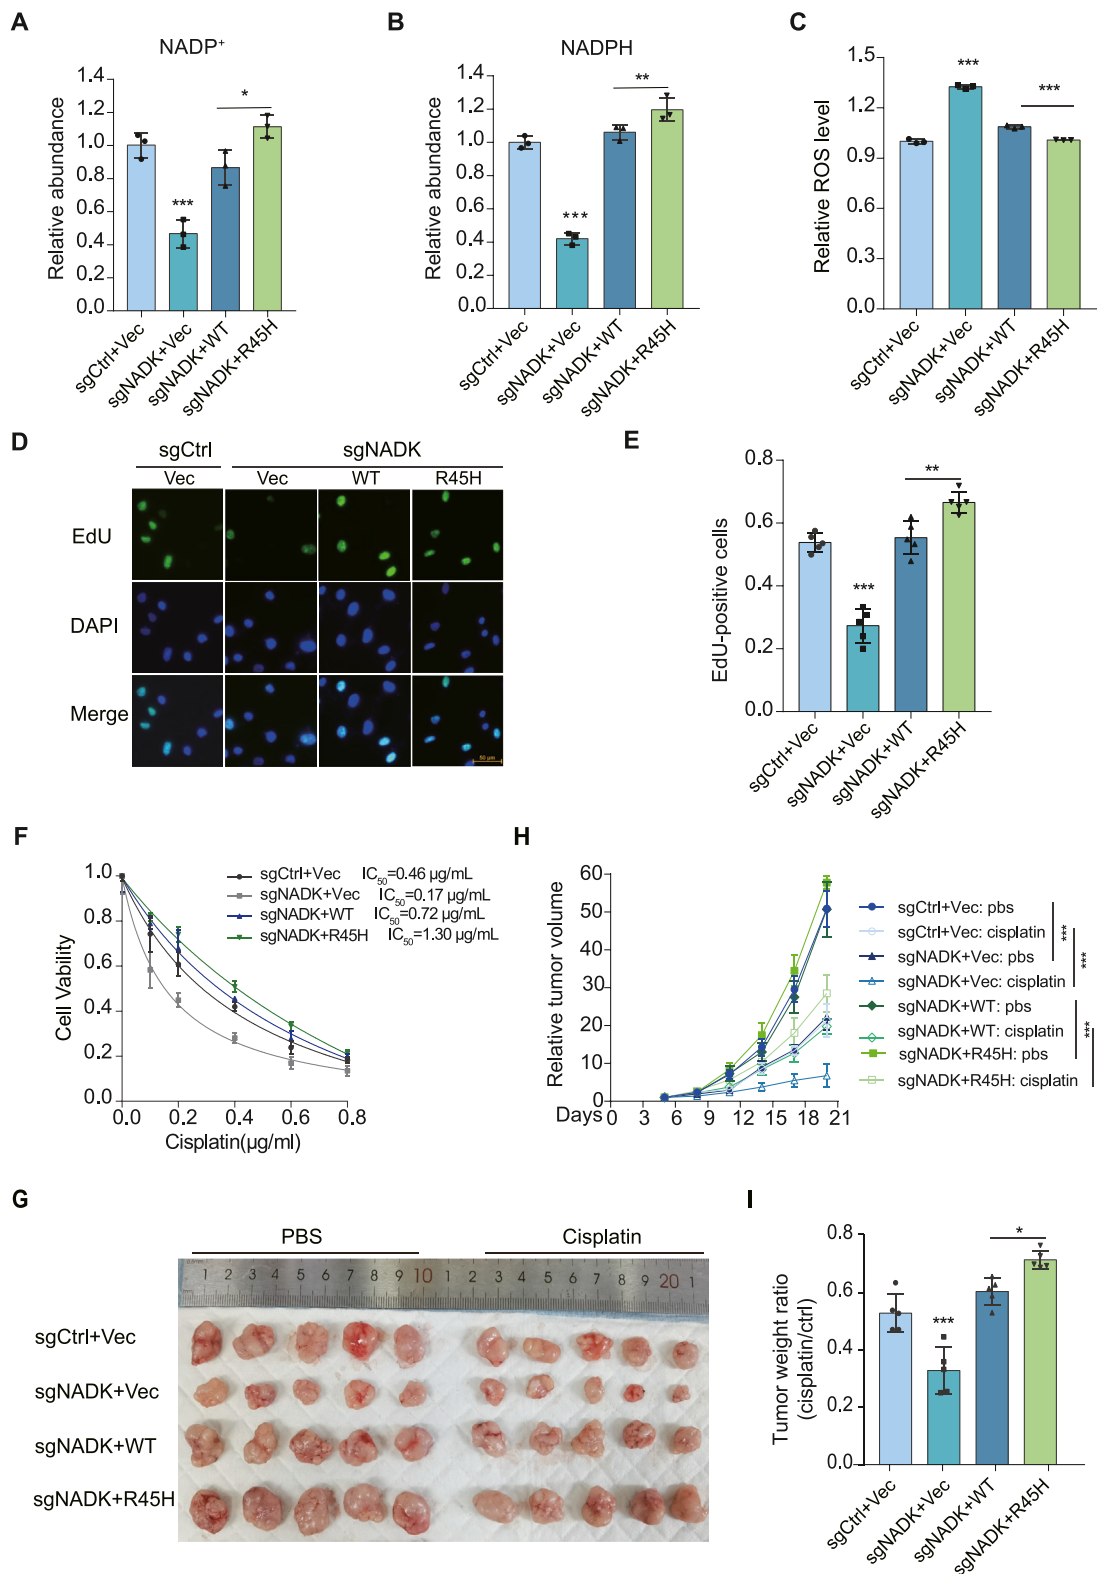 A
NADP+
Relative abundance
1.4
1.2
1.0
0.8
0.6
0.4
0.2
0.0
***
*
sgCtrl+Vec
sgNADK+Vec
sgNADK+WT
sgNADK+R45H
B
NADPH
Relative abundance
1.4
1.2
1.0
0.8
0.6
0.4
0.2
0.0
***
**
sgCtrl+Vec
sgNADK+Vec
sgNADK+WT
sgNADK+R45H
C
Relative ROS level
1.5
1.0
0.5
0.0
***
***
sgCtrl+Vec
sgNADK+Vec
sgNADK+WT
sgNADK+R45H
D
sgCtrl sgNADK
Vec Vec WT R45H
EdU
DAPI
Merge
50 μm
E
EdU-positive cells
0.8
0.6
0.4
0.2
0.0
***
**
sgCtrl+Vec
sgNADK+Vec
sgNADK+WT
sgNADK+R45H
F
Cell Vability
1.0
0.8
0.6
0.4
0.2
0.0
0.0 0.2 0.4 0.6 0.8
Cisplatin(μg/ml)
sgCtrl+Vec IC50=0.46 μg/mL
sgNADK+Vec IC50=0.17 μg/mL
sgNADK+WT IC50=0.72 μg/mL
sgNADK+R45H IC50=1.30 μg/mL
H
Relative tumor volume
60
50
40
30
20
10
0
Days 0 3 6 9 12 15 18 21
sgCtrl+Vec: pbs
sgCtrl+Vec: cisplatin
sgNADK+Vec: pbs
sgNADK+Vec: cisplatin
sgNADK+WT: pbs
sgNADK+WT: cisplatin
sgNADK+R45H: pbs
sgNADK+R45H: cisplatin
***
***
***
G
PBS Cisplatin
1 2 3 4 5 6 7 8 9 10 1 2 3 4 5 6 7 8 9 20 1
sgCtrl+Vec
sgNADK+Vec
sgNADK+WT
sgNADK+R45H
I
Tumor weight ratio
(cisplatin/ctrl)
0.8
0.6
0.4
0.2
0.0
***
*
sgCtrl+Vec
sgNADK+Vec
sgNADK+WT
sgNADK+R45H